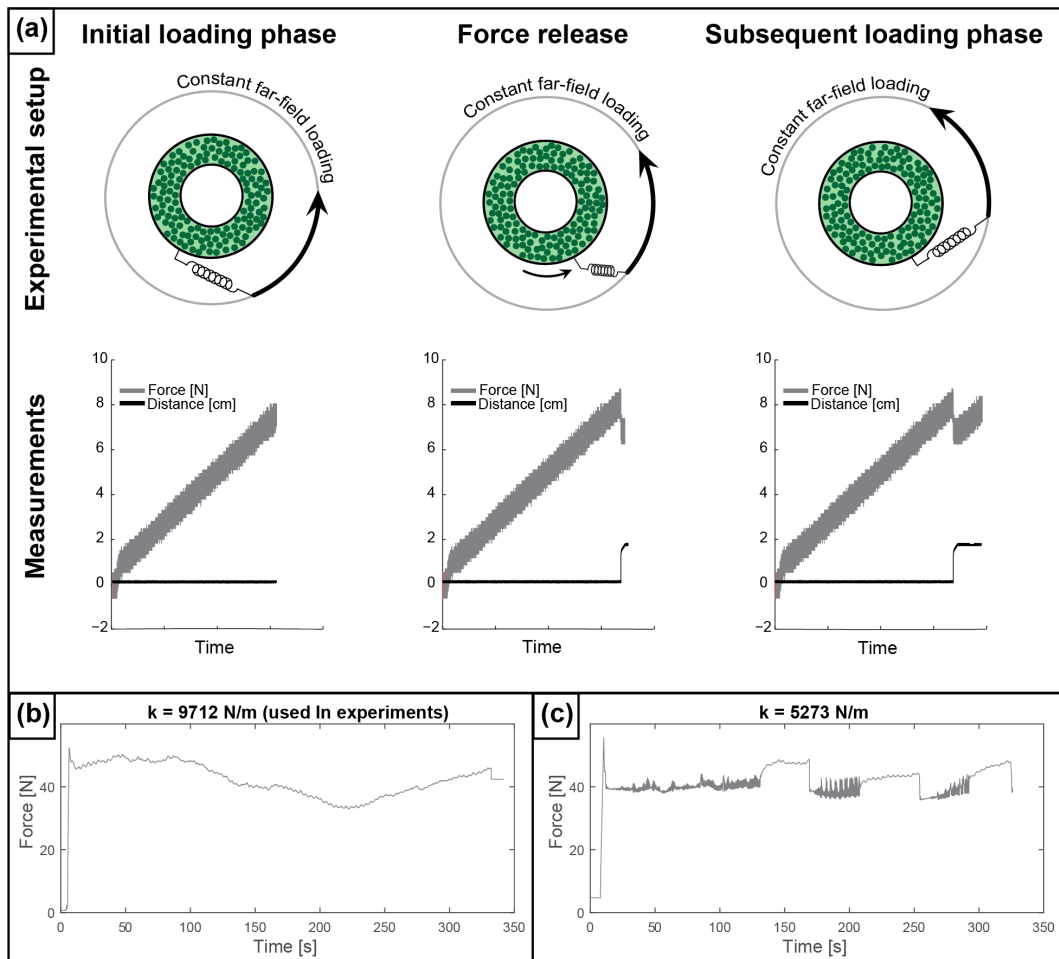 (a)
Initial loading phase
Force release
Subsequent loading phase
Experimental setup
Constant far-field loading
Constant far-field loading
Constant far-field loading
Measurements
10
8
6
4
2
0
−2
Force [N]
Distance [cm]
Time
10
8
6
4
2
0
−2
Force [N]
Distance [cm]
Time
10
8
6
4
2
0
−2
Force [N]
Distance [cm]
Time
(b)
k = 9712 N/m (used In experiments)
Force [N]
40
20
0
0 50 100 150 200 250 300 350
Time [s]
(c)
k = 5273 N/m
Force [N]
40
20
0
0 50 100 150 200 250 300 350
Time [s]